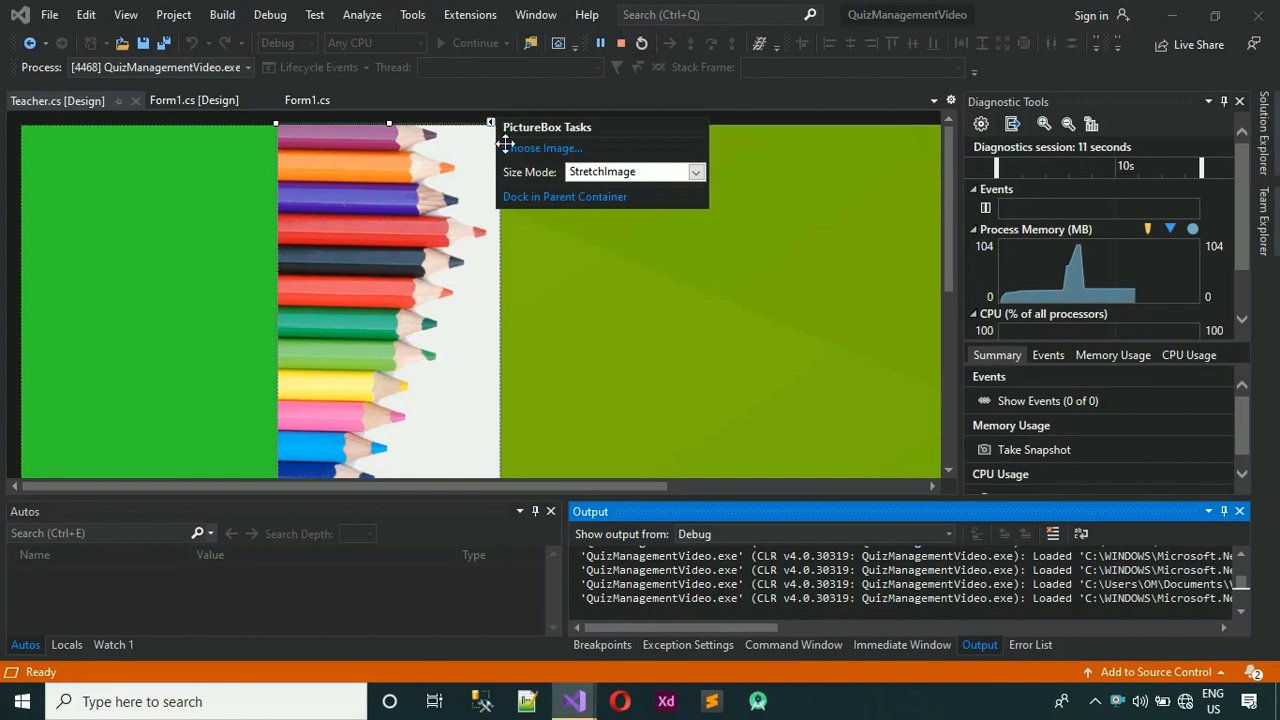 File Edit View Project Build Debug Test Analyze Tools Extensions Window Help Search (Ctrl+Q) QuizManagementVideo Sign in
Debug Any CPU Continue Live Share
Process: [4468] QuizManagementVideo.exe Lifecycle Events Thread: Stack Frame:
Teacher.cs [Design] Form1.cs [Design] Form1.cs
PictureBox Tasks
Choose Image...
Size Mode: StretchImage
Dock in Parent Container
Diagnostic Tools
Diagnostics session: 11 seconds
10s
Events
Process Memory (MB)
104 104
0 0
CPU (% of all processors)
100 100
Summary Events Memory Usage CPU Usage
Events
Show Events (0 of 0)
Memory Usage
Take Snapshot
CPU Usage
Solution Explorer
Team Explorer
Autos
Search (Ctrl+E) Search Depth:
Name Value Type
Autos Locals Watch 1
Output
Show output from: Debug
'QuizManagementVideo.exe' (CLR v4.0.30319: QuizManagementVideo.exe): Loaded 'C:\WINDOWS\Microsoft.Ne
'QuizManagementVideo.exe' (CLR v4.0.30319: QuizManagementVideo.exe): Loaded 'C:\WINDOWS\Microsoft.Ne
'QuizManagementVideo.exe' (CLR v4.0.30319: QuizManagementVideo.exe): Loaded 'C:\Users\OM\Documents\
'QuizManagementVideo.exe' (CLR v4.0.30319: QuizManagementVideo.exe): Loaded 'C:\WINDOWS\Microsoft.Ne
Breakpoints Exception Settings Command Window Immediate Window Output Error List
Ready Add to Source Control 2
Type here to search Xd ENG
US